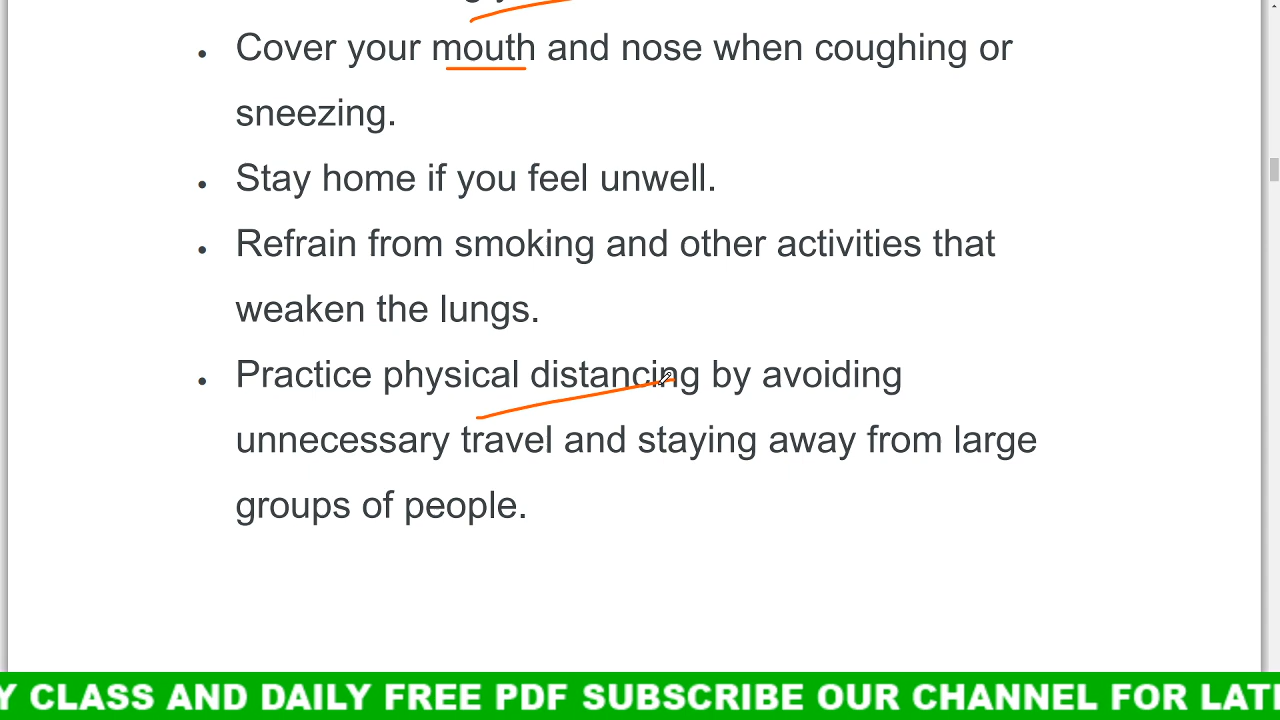 • Cover your mouth and nose when coughing or
sneezing.
• Stay home if you feel unwell.
• Refrain from smoking and other activities that
weaken the lungs.
• Practice physical distancing by avoiding
unnecessary travel and staying away from large
groups of people.
CLASS AND DAILY FREE PDF SUBSCRIBE OUR CHANNEL FOR